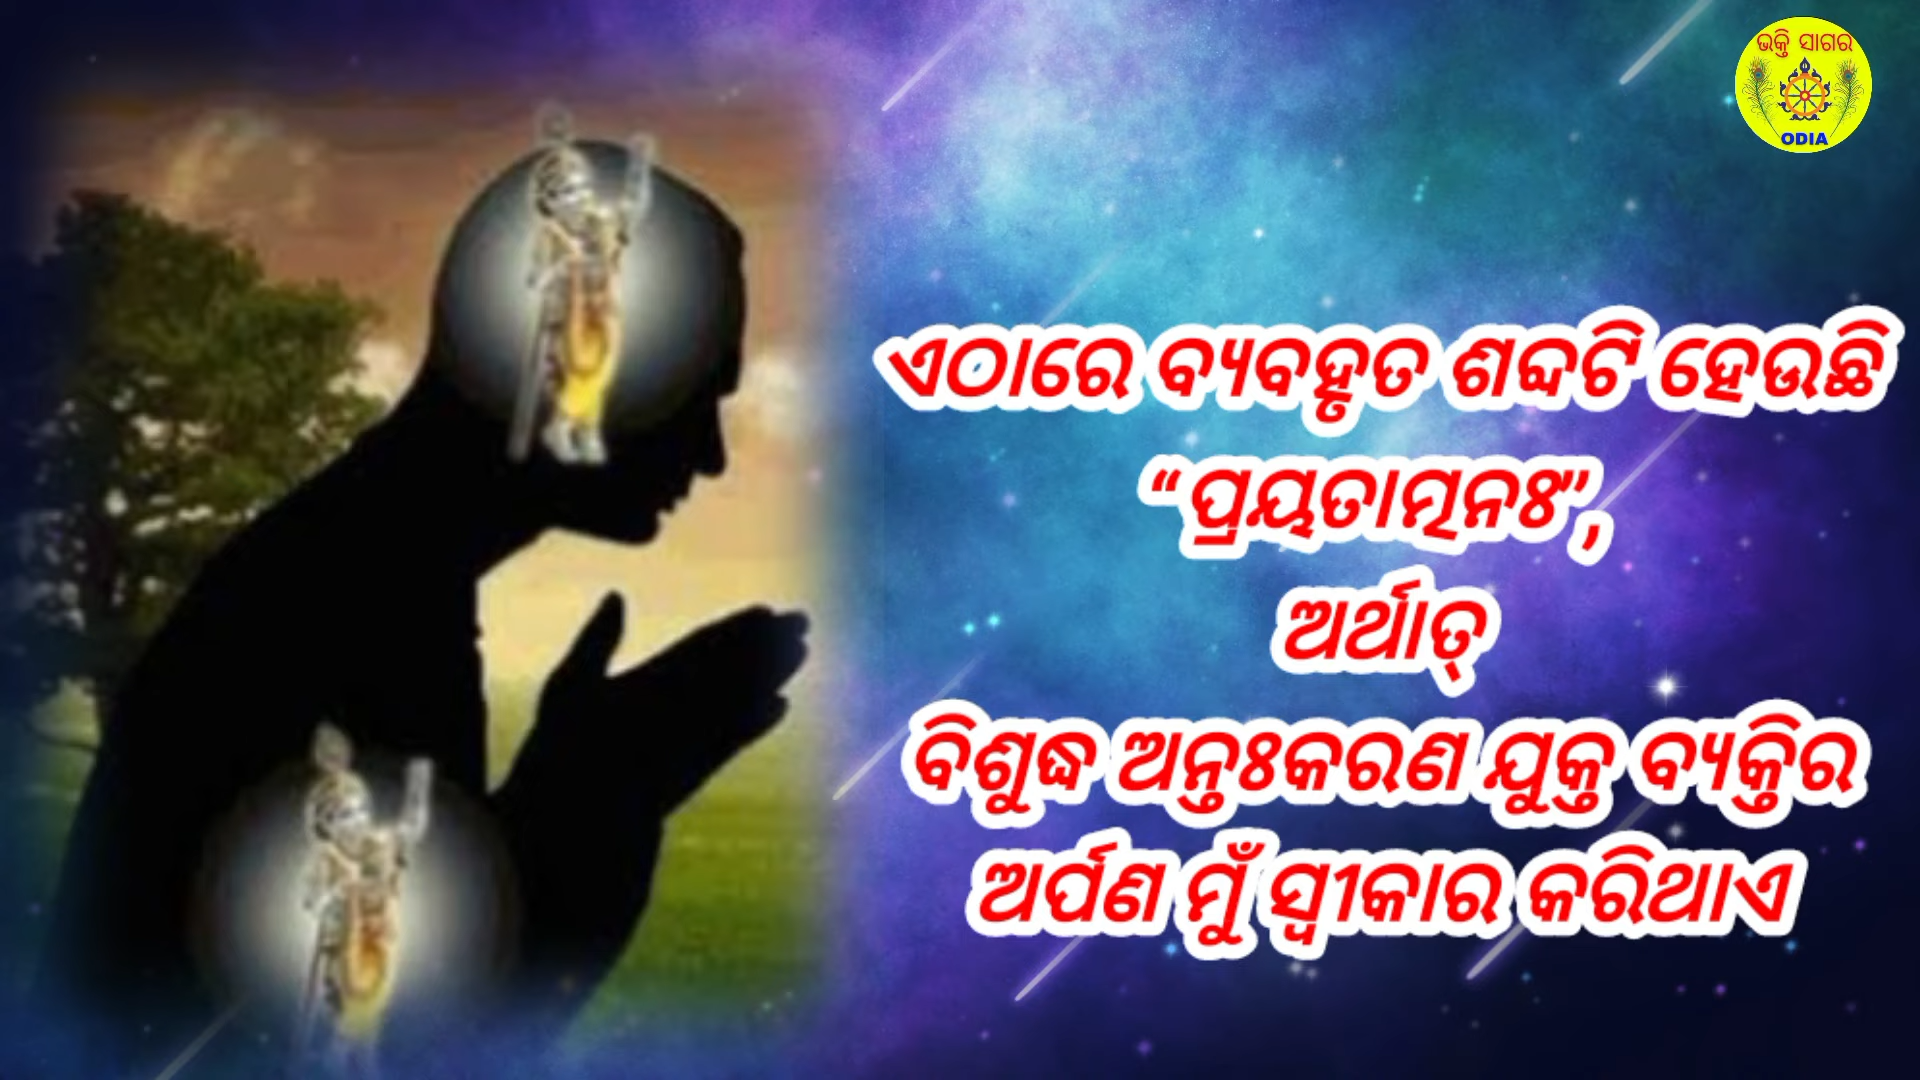 ଭକ୍ତି ସାଗର
ODIA
ଏଠାରେ ବ୍ୟବହୃତ ଶବ୍ଦଟି ହେଉଛି
“ପ୍ରୟତାତ୍ମନଃ”,
ଅର୍ଥାତ୍
ବିଶୁଦ୍ଧ ଅନ୍ତଃକରଣ ଯୁକ୍ତ ବ୍ୟକ୍ତିର
ଅର୍ପଣ ମୁଁ ସ୍ୱୀକାର କରିଥାଏ